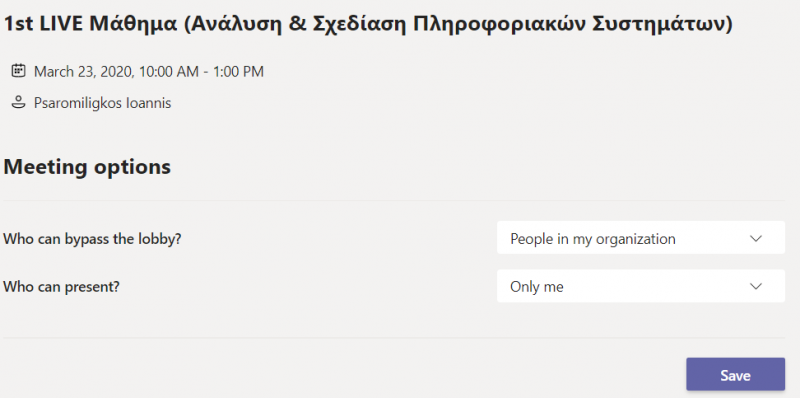 1st LIVE Μάθημα (Ανάλυση & Σχεδίαση Πληροφοριακών Συστημάτων)
March 23, 2020, 10:00 AM - 1:00 PM
Psaromiligkos Ioannis
Meeting options
Who can bypass the lobby? People in my organization
Who can present? Only me
Save